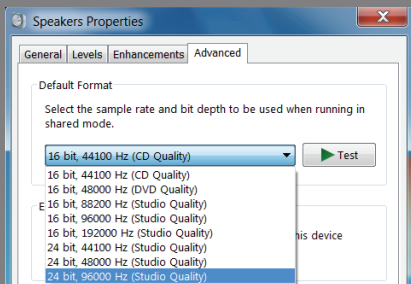 Speakers Properties
General Levels Enhancements Advanced
Default Format
Select the sample rate and bit depth to be used when running in
shared mode.
16 bit, 44100 Hz (CD Quality)
Test
16 bit, 44100 Hz (CD Quality)
16 bit, 48000 Hz (DVD Quality)
16 bit, 88200 Hz (Studio Quality)
16 bit, 96000 Hz (Studio Quality)
16 bit, 192000 Hz (Studio Quality)
24 bit, 44100 Hz (Studio Quality)
24 bit, 48000 Hz (Studio Quality)
24 bit, 96000 Hz (Studio Quality)
E
his device